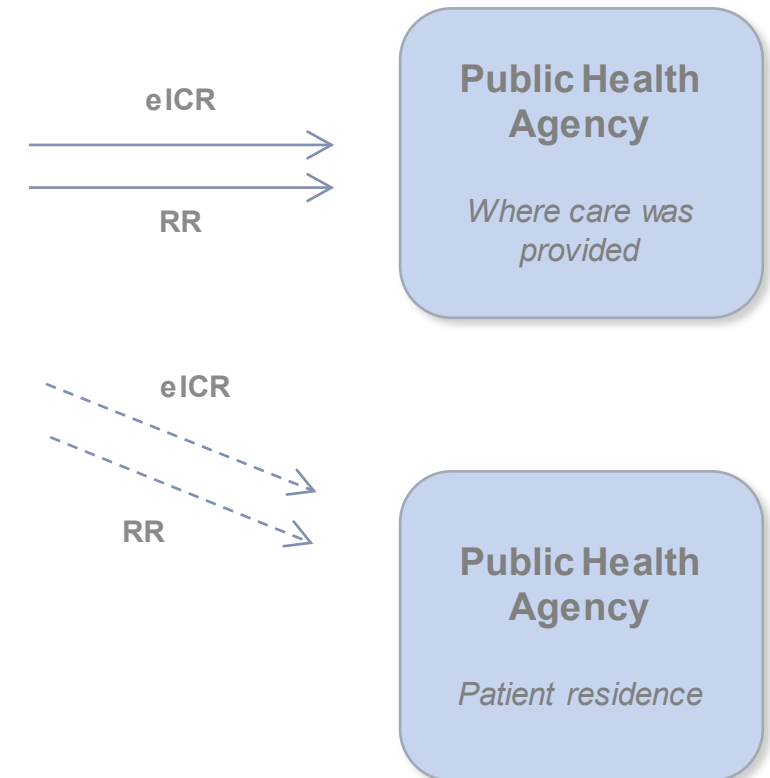 eICR
RR
Public Health
Agency
Where care was
provided
eICR
RR
Public Health
Agency
Patient residence